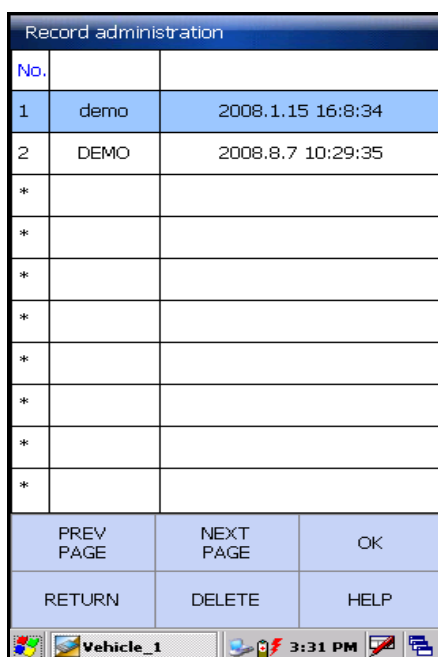 Record administration
No.
1 demo 2008.1.15 16:8:34
2 DEMO 2008.8.7 10:29:35
*
*
*
*
*
*
*
*
PREV PAGE
NEXT PAGE
OK
RETURN
DELETE
HELP
Vehicle_1
3:31 PM